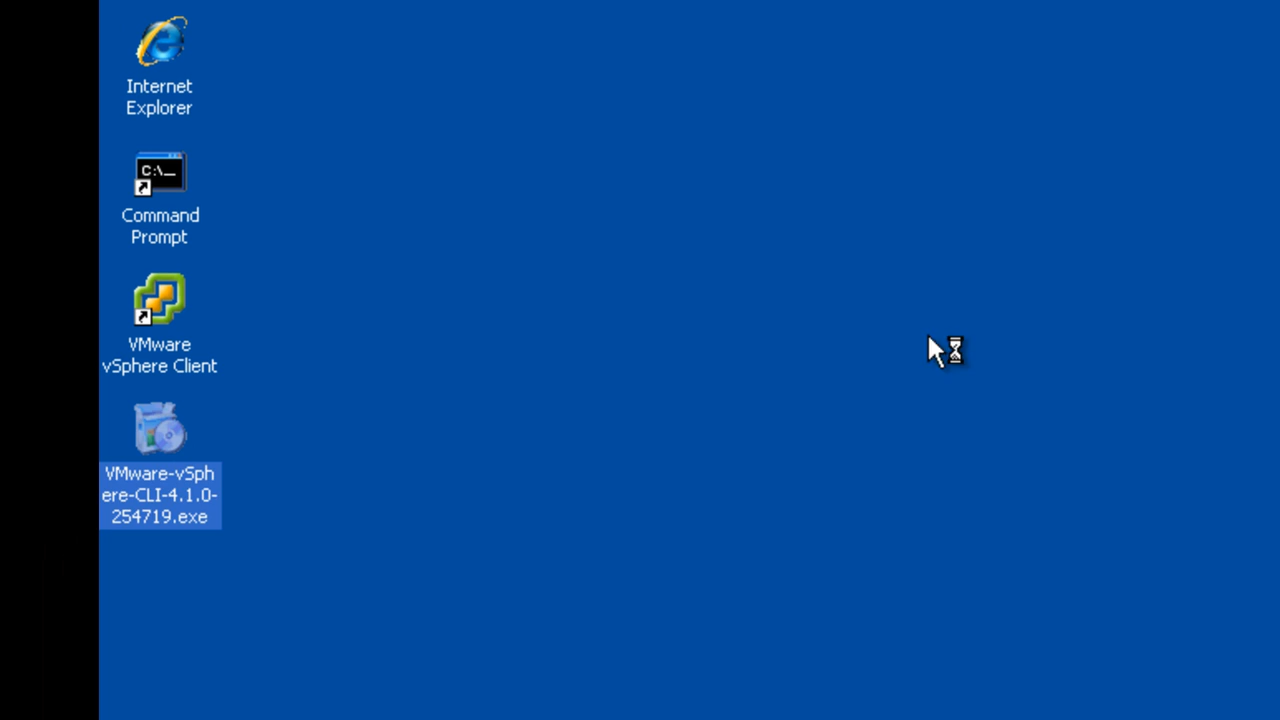 Internet
Explorer
C:\_
Command
Prompt
VMware
vSphere Client
VMware-vSph
ere-CLI-4.1.0-
254719.exe